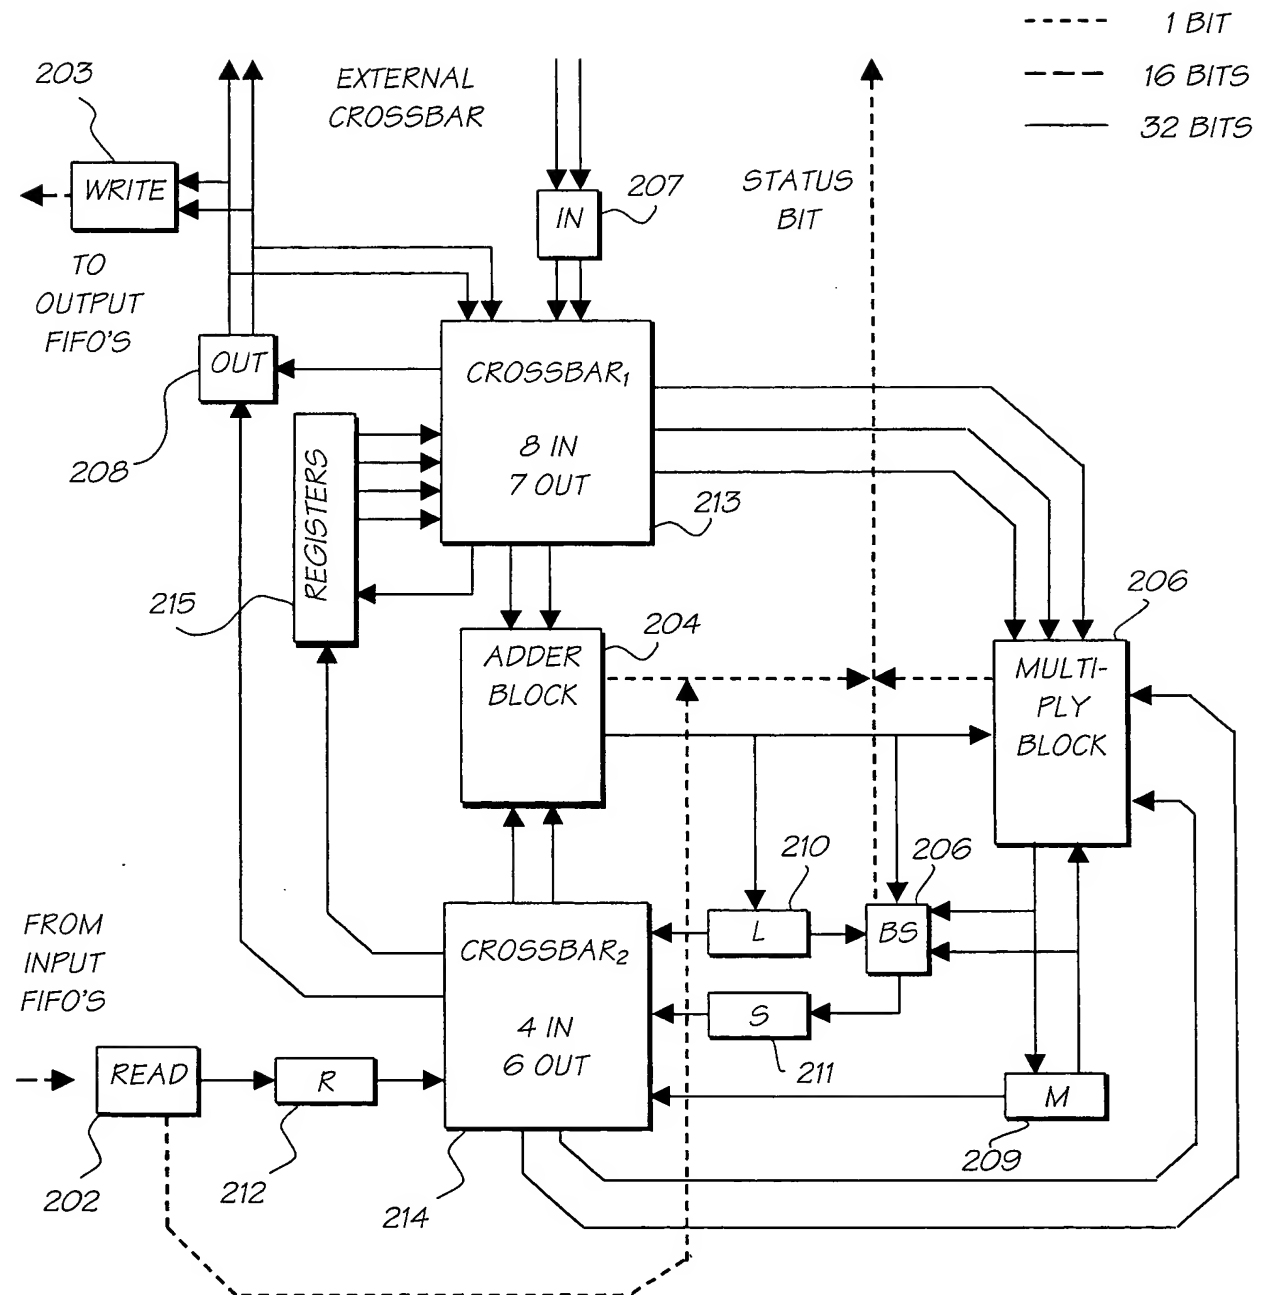 1 BIT
16 BITS
32 BITS
203
EXTERNAL
CROSSBAR
WRITE
207
STATUS
BIT
IN
TO
OUTPUT
FIFO'S
OUT
CROSSBAR1
8 IN
7 OUT
208
REGISTERS
213
215
206
204
ADDER
BLOCK
MULTI-
PLY
BLOCK
210
206
FROM
INPUT
FIFO'S
CROSSBAR2
L
BS
4 IN
6 OUT
S
211
READ
R
M
209
202
212
214